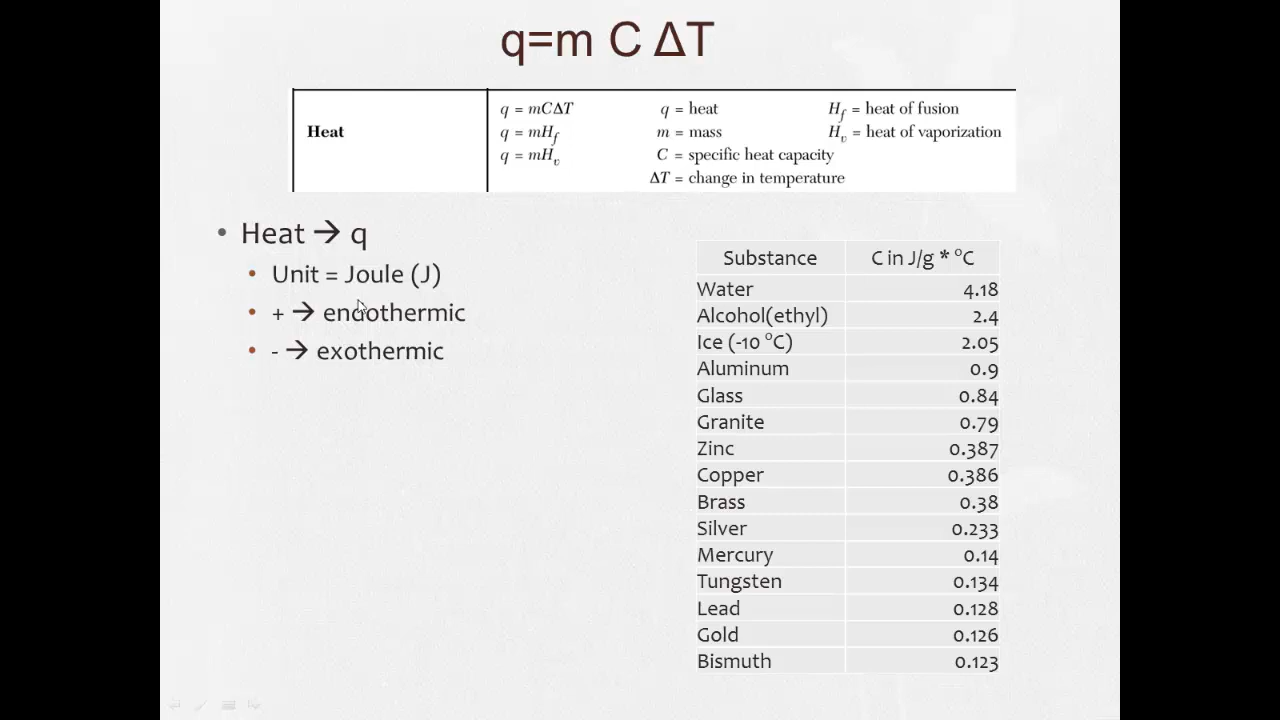 q=m C ΔT
Heat
q = mCΔT q = heat H_f = heat of fusion
q = mH_f m = mass H_v = heat of vaporization
q = mH_v C = specific heat capacity
ΔT = change in temperature
• Heat → q
• Unit = Joule (J)
• + → endothermic
• - → exothermic
Substance C in J/g * °C
Water 4.18
Alcohol(ethyl) 2.4
Ice (-10 °C) 2.05
Aluminum 0.9
Glass 0.84
Granite 0.79
Zinc 0.387
Copper 0.386
Brass 0.38
Silver 0.233
Mercury 0.14
Tungsten 0.134
Lead 0.128
Gold 0.126
Bismuth 0.123